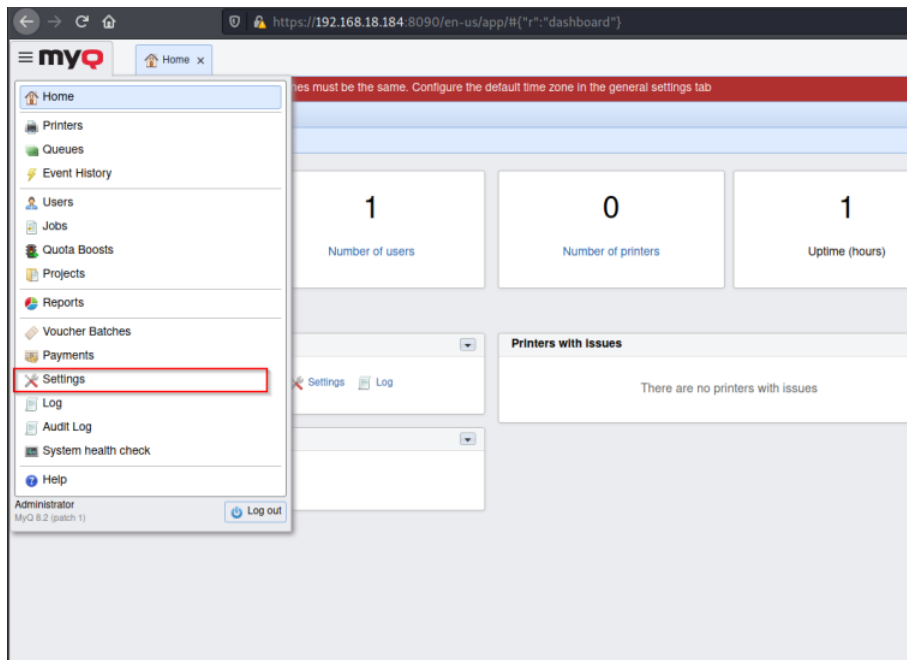 https://192.168.18.184:8090/en-us/app/#{"r":"dashboard"}
myQ
Home x
nes must be the same. Configure the default time zone in the general settings tab
Home
Printers
Queues
Event History
Users
Jobs
Quota Boosts
Projects
Reports
Voucher Batches
Payments
Settings
Log
Audit Log
System health check
Help
Administrator
MyQ 8.2 (patch 1)
Log out
1
Number of users
0
Number of printers
1
Uptime (hours)
Settings Log
Printers with issues
There are no printers with issues